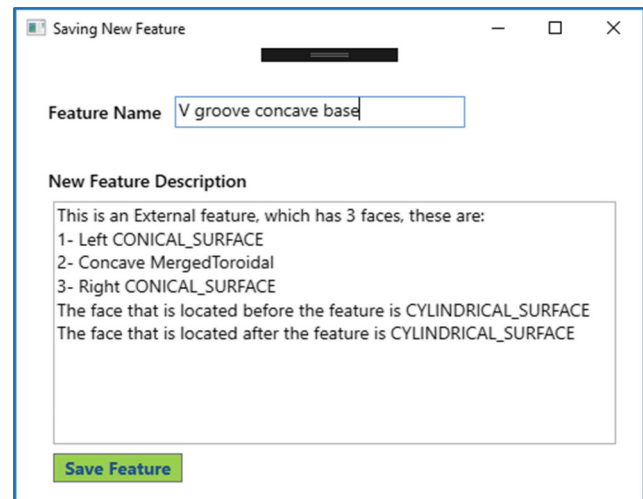 Saving New Feature
Feature Name V groove concave base
New Feature Description
This is an External feature, which has 3 faces, these are:
1- Left CONICAL_SURFACE
2- Concave MergedToroidal
3- Right CONICAL_SURFACE
The face that is located before the feature is CYLINDRICAL_SURFACE
The face that is located after the feature is CYLINDRICAL_SURFACE
Save Feature